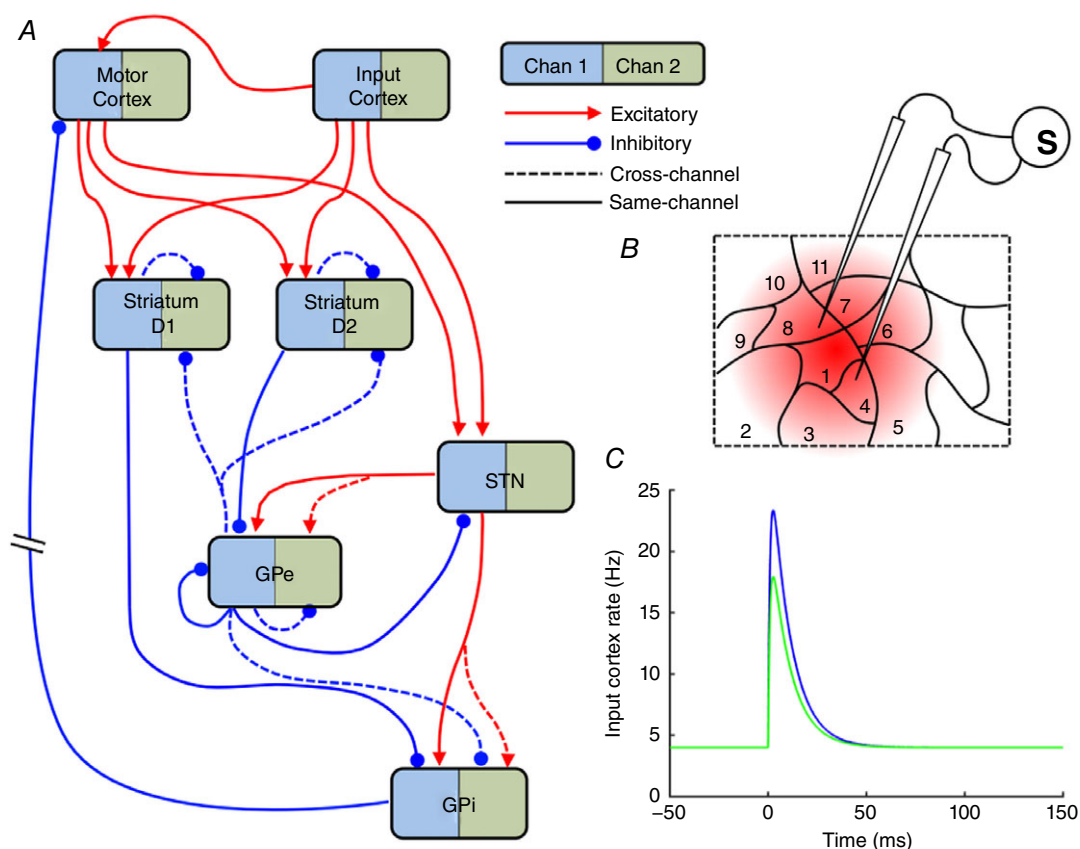 A
Motor
Cortex
Input
Cortex
Chan 1
Chan 2
Excitatory
Inhibitory
Cross-channel
Same-channel
Striatum
D1
Striatum
D2
STN
GPe
GPi
S
B
11
10
7
9
8
6
1
4
2
3
5
C
Input cortex rate (Hz)
25
20
15
10
5
0
−50
0
50
100
150
Time (ms)